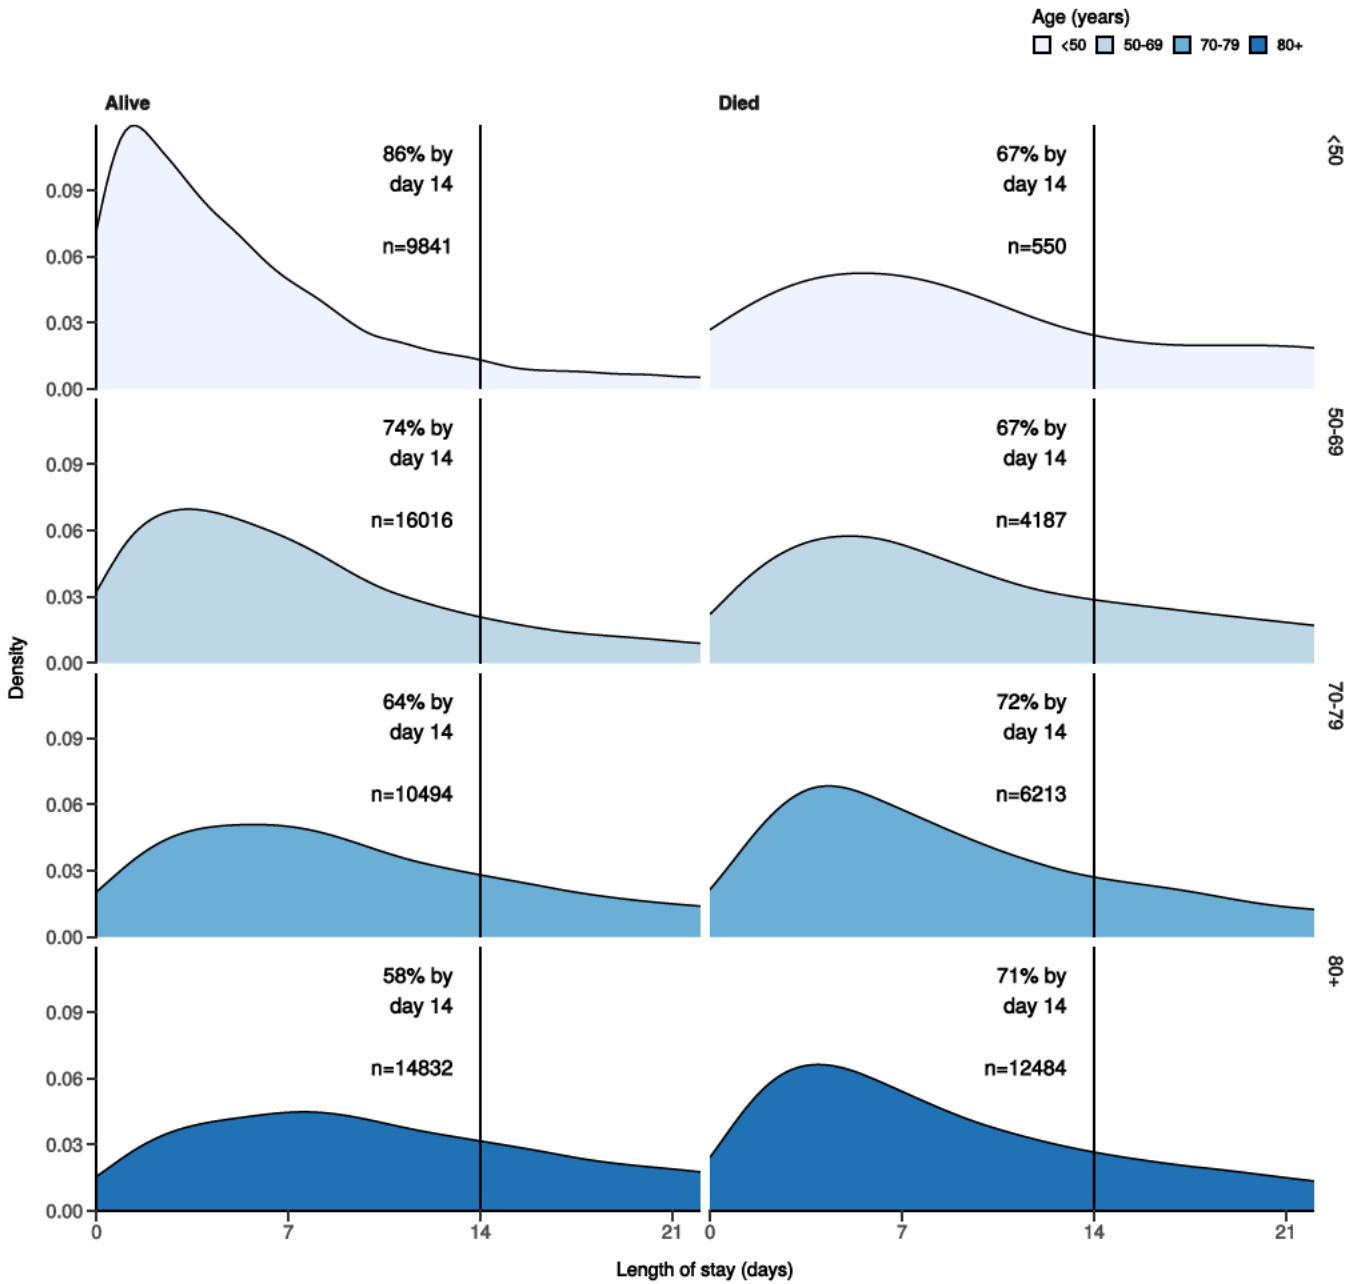 Age (years)
<50 50-69 70-79 80+
Alive Died
<50
86% by
day 14
n=9841
67% by
day 14
n=550
0.09
0.06
0.03
0.00
50-69
74% by
day 14
n=16016
67% by
day 14
n=4187
0.09
0.06
0.03
0.00
Density
70-79
64% by
day 14
n=10494
72% by
day 14
n=6213
0.09
0.06
0.03
0.00
80+
58% by
day 14
n=14832
71% by
day 14
n=12484
0.09
0.06
0.03
0.00
0 7 14 21 0 7 14 21
Length of stay (days)